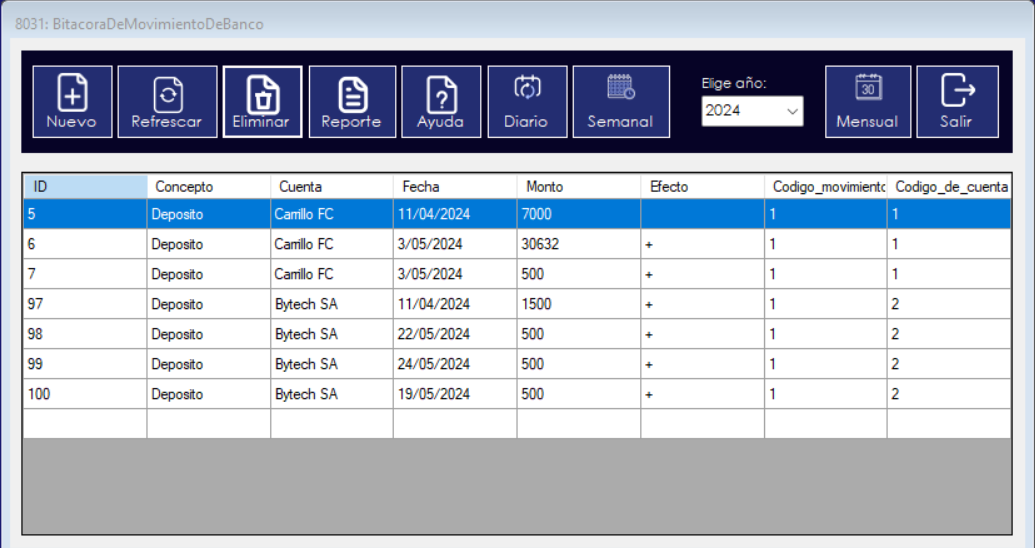 8031: BitacoraDeMovimientoDeBanco
Nuevo Refrescar Eliminar Reporte Ayuda Diario Semanal Elige año: 2024 30 Mensual Salir
ID Concepto Cuenta Fecha Monto Efecto Codigo_movimiento Codigo_de_cuenta
5 Deposito Carrillo FC 11/04/2024 7000 1 1
6 Deposito Carrillo FC 3/05/2024 30632 + 1 1
7 Deposito Carrillo FC 3/05/2024 500 + 1 1
97 Deposito Bytech SA 11/04/2024 1500 + 1 2
98 Deposito Bytech SA 22/05/2024 500 + 1 2
99 Deposito Bytech SA 24/05/2024 500 + 1 2
100 Deposito Bytech SA 19/05/2024 500 + 1 2